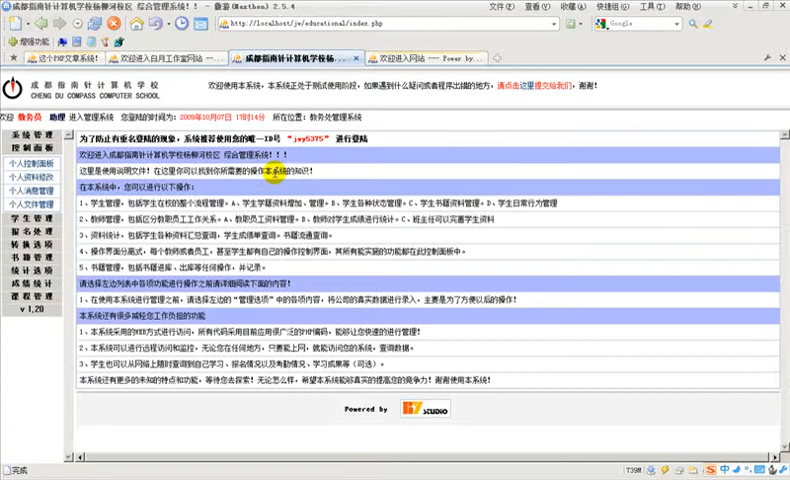 成都指南针计算机学校杨柳河校区 综合管理系统!! - 傲游 (Maxthon) 2.5.4
文件(F) 查看(V) 收藏(A) 快捷组(G) 工具(T) 帮助(H)
http://localhost/jw/educational/index.php
Google
增强功能
这个PHP文章系统!
欢迎进入白月工作室网站 --...
成都指南针计算机学校杨...
欢迎进入网站 -- Power by...
成都指南针计算机学校
CHENG DU COMPASS COMPUTER SCHOOL
欢迎使用本系统，本系统正处于测试使用阶段，如果遇到什么疑问或者程序出错的地方，请点击这里提交给我们，谢谢!
欢迎 教务员 助理 进入管理系统 您登陆的时间为: 2009年10月07日 17时14分 所在位置: 教务处管理系统
系统管理
控制面板
个人控制面板
个人资料修改
个人消息管理
个人文件管理
学生管理
报名处理
转换选项
书籍管理
统计选项
成绩统计
课程管理
v 1.20
为了防止有重名登陆的现象，系统推荐使用您的唯一ID号 "jwy5375" 进行登陆
欢迎进入成都指南针计算机学校杨柳河校区 综合管理系统!!!
这里是使用说明文件! 在这里你可以找到你所需要的操作本系统的知识!
在本系统中，您可以进行以下操作:
1、学生管理，包括学生在校的整个流程管理。A、学生学籍资料增加、管理。B、学生各种状态管理。C、学生书籍资料管理。D、学生日常行为管理
2、教师管理，包括区分教职员工工作关系。A、教职员工资料管理。B、教师对学生成绩进行统计。C、班主任可以完善学生资料
3、资料统计，包括学生各种资料汇总查询，学生成绩单查询。书籍流通查询。
4、操作界面分离式，每个教师或者员工，甚至学生都有自己的操作控制界面，其所有能实施的功能都在此控制面板中。
5、书籍管理，包括书籍进库、出库等任何操作，并记录。
请选择左边列表中各项功能进行操作之前请详细阅读下面的内容!
1、在使用本系统进行管理之前，请选择左边的"管理选项"中的各项内容，将公司的真实数据进行录入，主要是为了方便以后的操作!
本系统还有很多减轻您工作负担的功能
1、本系统采用的WEB方式进行访问，所有代码采用目前应用很广泛的PHP编码，能够让您快速的进行管理!
2、本系统可以进行远程访问和监控，无论您在任何地方，只要能上网，就能访问您的系统，查询数据。
3、学生也可以从网络上随时查询到自己学习、报名情况以及考勤情况、学习成果等（可选）。
本系统还有更多的未知的特点和功能，等待您去探索! 无论怎么样，希望本系统能够真实的提高您的竞争力! 谢谢使用本系统!
Powered by BY STUDIO
完成
739M
中